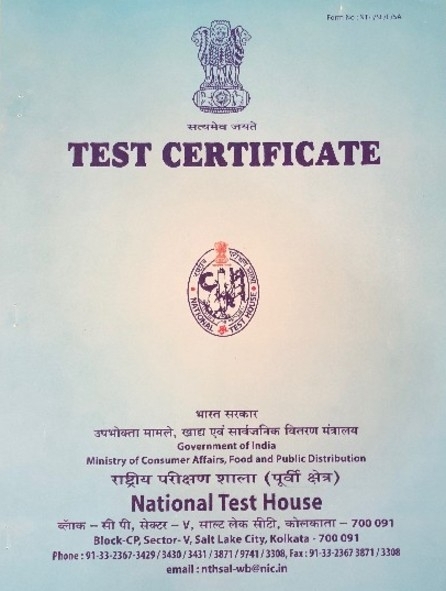 Form No :
सत्यमेव जयते
TEST CERTIFICATE
NATIONAL TEST HOUSE
भारत सरकार
उपभोक्ता मामले, खाद्य एवं सार्वजनिक वितरण मंत्रालय
Government of India
Ministry of Consumer Affairs, Food and Public Distribution
राष्ट्रीय परीक्षण शाला (पूर्वी क्षेत्र)
National Test House
ब्लॉक – सी पी, सेक्टर – ५, साल्ट लेक सीटी, कोलकाता – 700 091
Block-CP, Sector- V, Salt Lake City, Kolkata - 700 091
Phone : 91-33-2367-3429 / 3430 / 3431 / 3871 / 9741 / 3308, Fax : 91-33-2367 3871 / 3308
email : nthsal-wb@nic.in